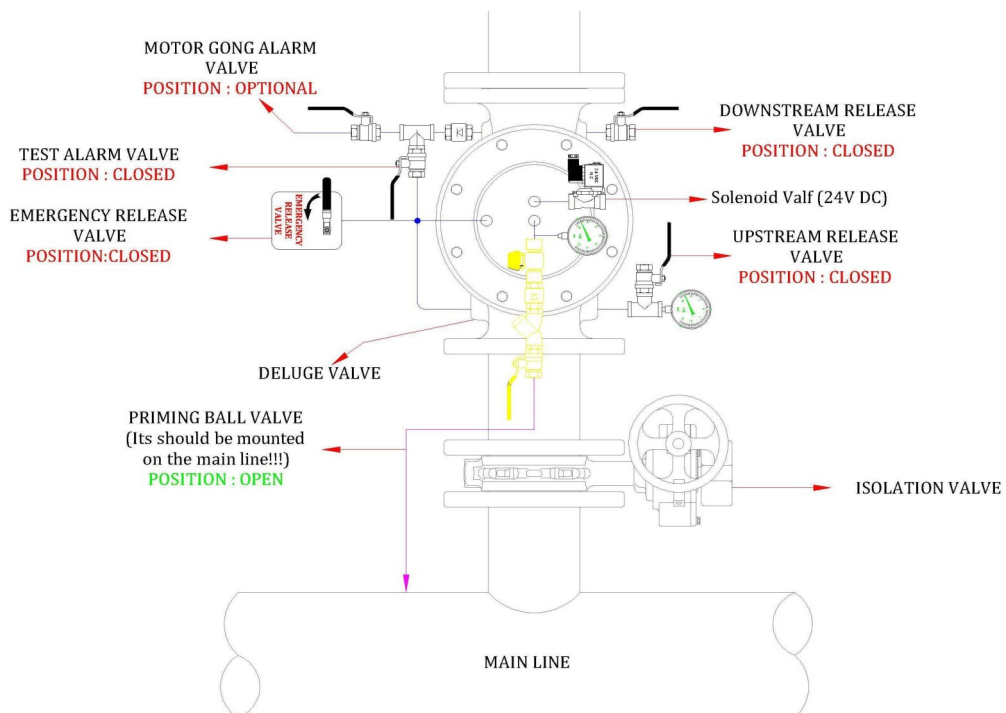 MOTOR GONG ALARM
VALVE
POSITION : OPTIONAL
TEST ALARM VALVE
POSITION : CLOSED
EMERGENCY RELEASE
VALVE
POSITION:CLOSED
EMERGENCY
RELEASE
VALVE
24 VDC
N.C
DOWNSTREAM RELEASE
VALVE
POSITION : CLOSED
Solenoid Valf (24V DC)
UPSTREAM RELEASE
VALVE
POSITION : CLOSED
DELUGE VALVE
PRIMING BALL VALVE
(Its should be mounted
on the main line!!!)
POSITION : OPEN
ISOLATION VALVE
MAIN LINE